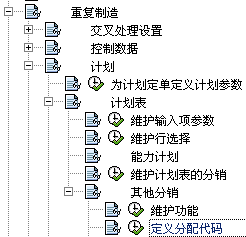 重复制造
交叉处理设置
控制数据
计划
为计划定单定义计划参数
计划表
维护输入项参数
维护行选择
能力计划
维护计划表的分销
其他分销
维护功能
定义分配代码